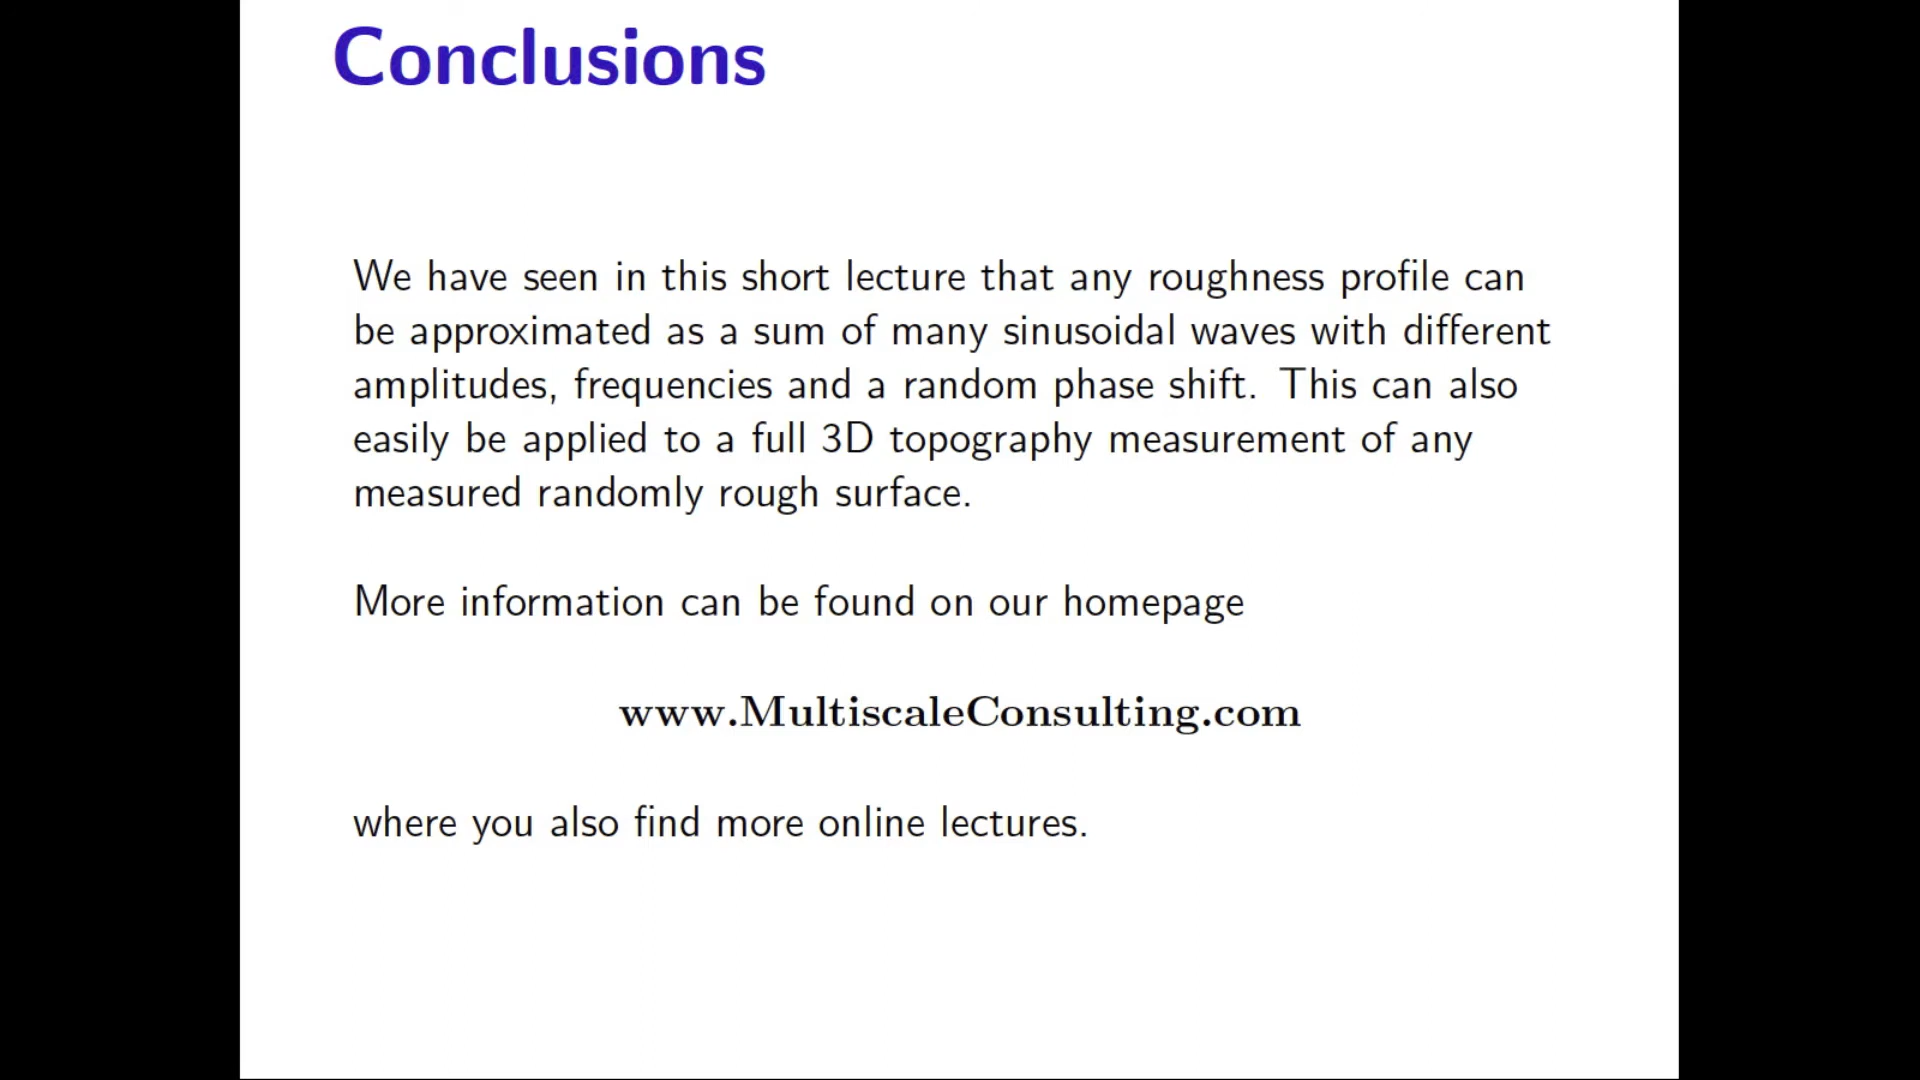 Conclusions
We have seen in this short lecture that any roughness profile can
be approximated as a sum of many sinusoidal waves with different
amplitudes, frequencies and a random phase shift. This can also
easily be applied to a full 3D topography measurement of any
measured randomly rough surface.
More information can be found on our homepage
www.MultiscaleConsulting.com
where you also find more online lectures.